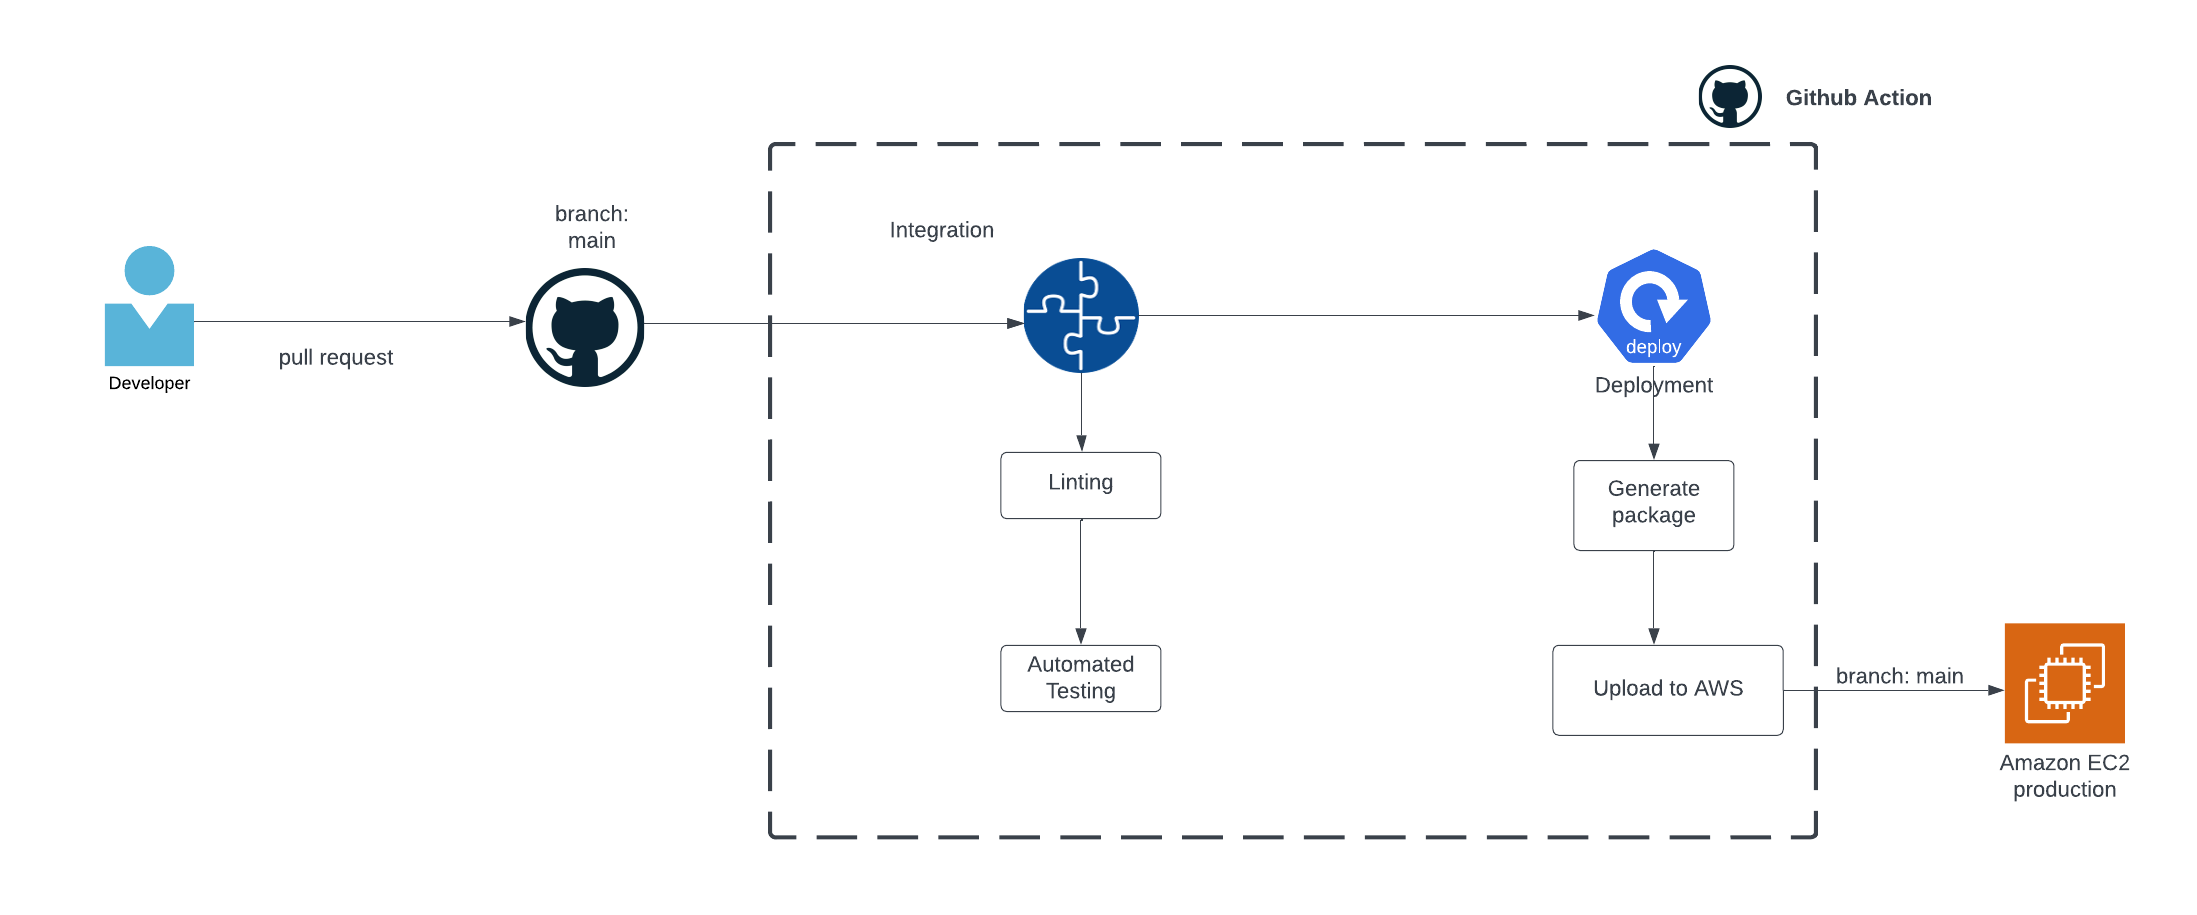 Github Action
branch:
main
Integration
Developer
pull request
deploy
Deployment
Linting
Generate
package
Automated
Testing
Upload to AWS
branch: main
Amazon EC2
production